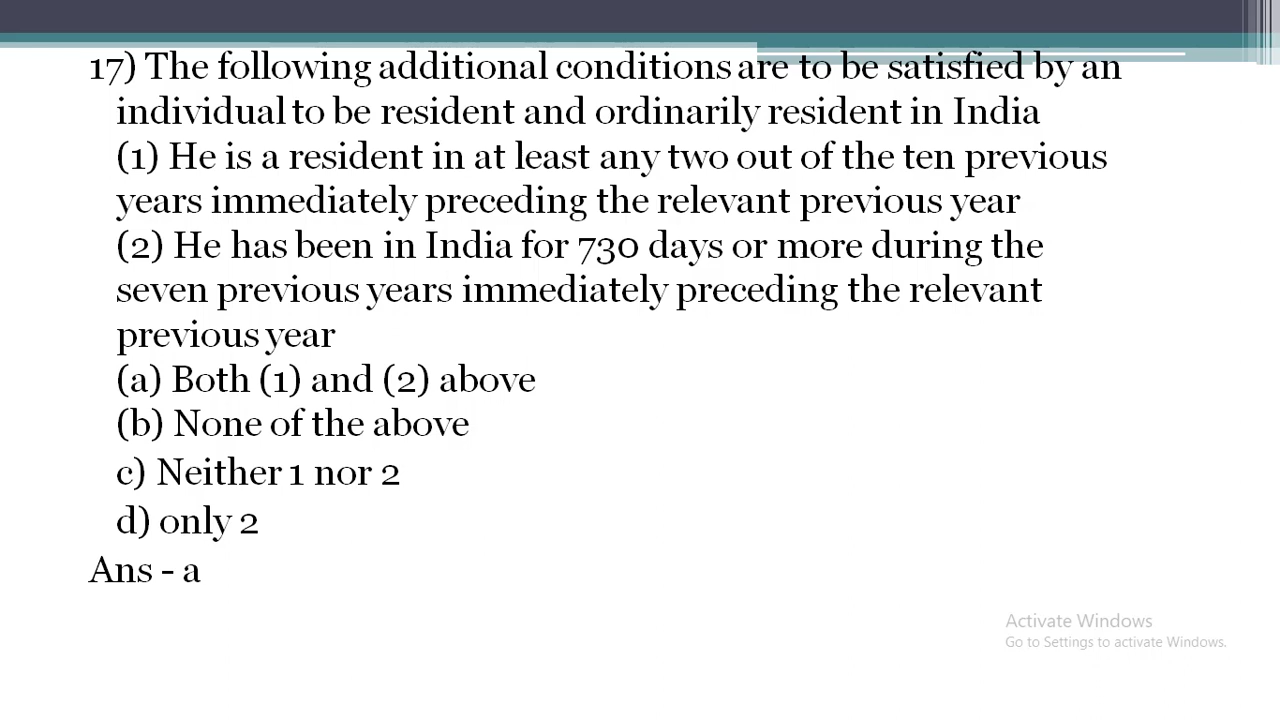 17) The following additional conditions are to be satisfied by an
individual to be resident and ordinarily resident in India
(1) He is a resident in at least any two out of the ten previous
years immediately preceding the relevant previous year
(2) He has been in India for 730 days or more during the
seven previous years immediately preceding the relevant
previous year
(a) Both (1) and (2) above
(b) None of the above
c) Neither 1 nor 2
d) only 2
Ans - a
Activate Windows
Go to Settings to activate Windows.